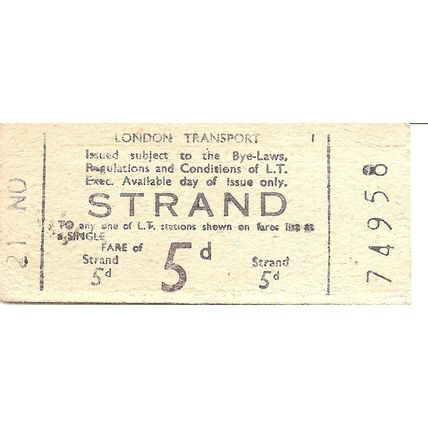 LONDON TRANSPORT I
Issued subject to the Bye-Laws,
Regulations and Conditions of L.T.
Exec. Available day of issue only.
STRAND
TO any one of L.T. stations shown on fares list as
a SINGLE
FARE of
Strand 5d Strand
5d 5d
21 NO
74958